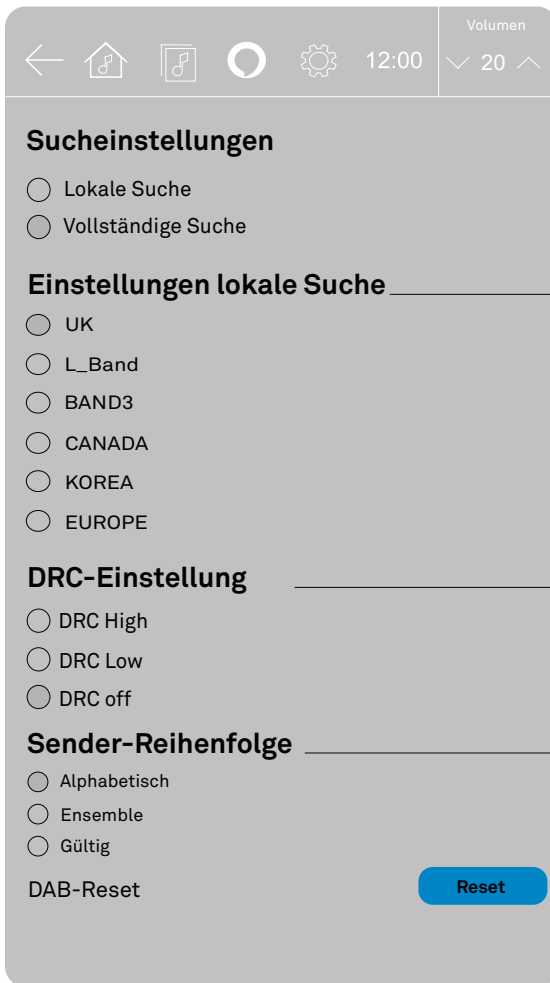 Volumen
12:00
20
Sucheinstellungen
Lokale Suche
Vollständige Suche
Einstellungen lokale Suche
UK
L_Band
BAND3
CANADA
KOREA
EUROPE
DRC-Einstellung
DRC High
DRC Low
DRC off
Sender-Reihenfolge
Alphabetisch
Ensemble
Gültig
DAB-Reset
Reset